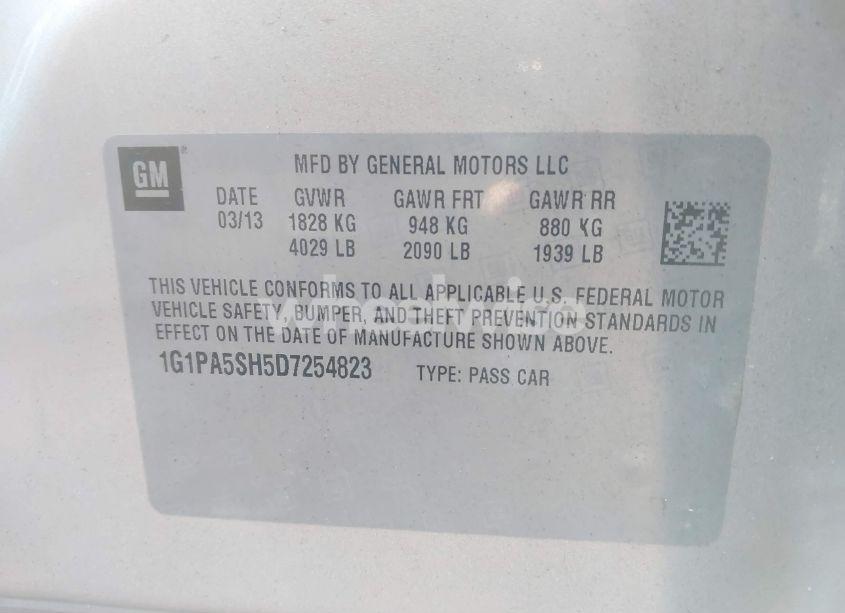 GM®
MFD BY GENERAL MOTORS LLC
DATE GVWR GAWR FRT GAWR RR
03/13 1828 KG 948 KG 880 KG
4029 LB 2090 LB 1939 LB
THIS VEHICLE CONFORMS TO ALL APPLICABLE U.S. FEDERAL MOTOR
VEHICLE SAFETY, BUMPER, AND THEFT PREVENTION STANDARDS IN
EFFECT ON THE DATE OF MANUFACTURE SHOWN ABOVE.
1G1PA5SH5D7254823 TYPE: PASS CAR